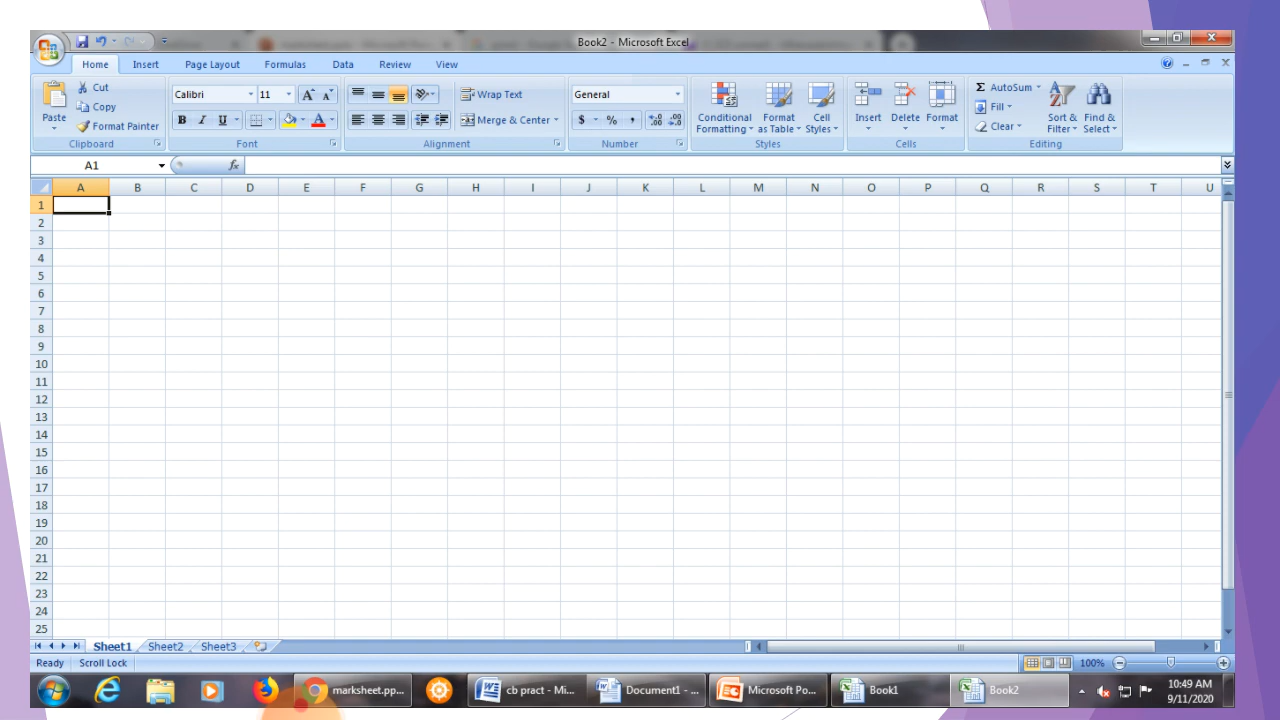 Book2 - Microsoft Excel
Home Insert Page Layout Formulas Data Review View
Paste
Cut
Copy
Format Painter
Clipboard
Calibri 11
B I U
A A
A
Font
Wrap Text
Merge & Center
Alignment
General
$ % ,
.00 .0
Number
Conditional Formatting
Format as Table
Cell Styles
Styles
Insert Delete Format
Cells
Σ AutoSum
Fill
Clear
Sort & Filter
Find & Select
Editing
A1 fx
A B C D E F G H I J K L M N O P Q R S T U
1
2
3
4
5
6
7
8
9
10
11
12
13
14
15
16
17
18
19
20
21
22
23
24
25
Sheet1 Sheet2 Sheet3
Ready Scroll Lock 100%
marksheet.pp... cb pract - Mi... Document1 - ... Microsoft Po... Book1 Book2 10:49 AM
9/11/2020